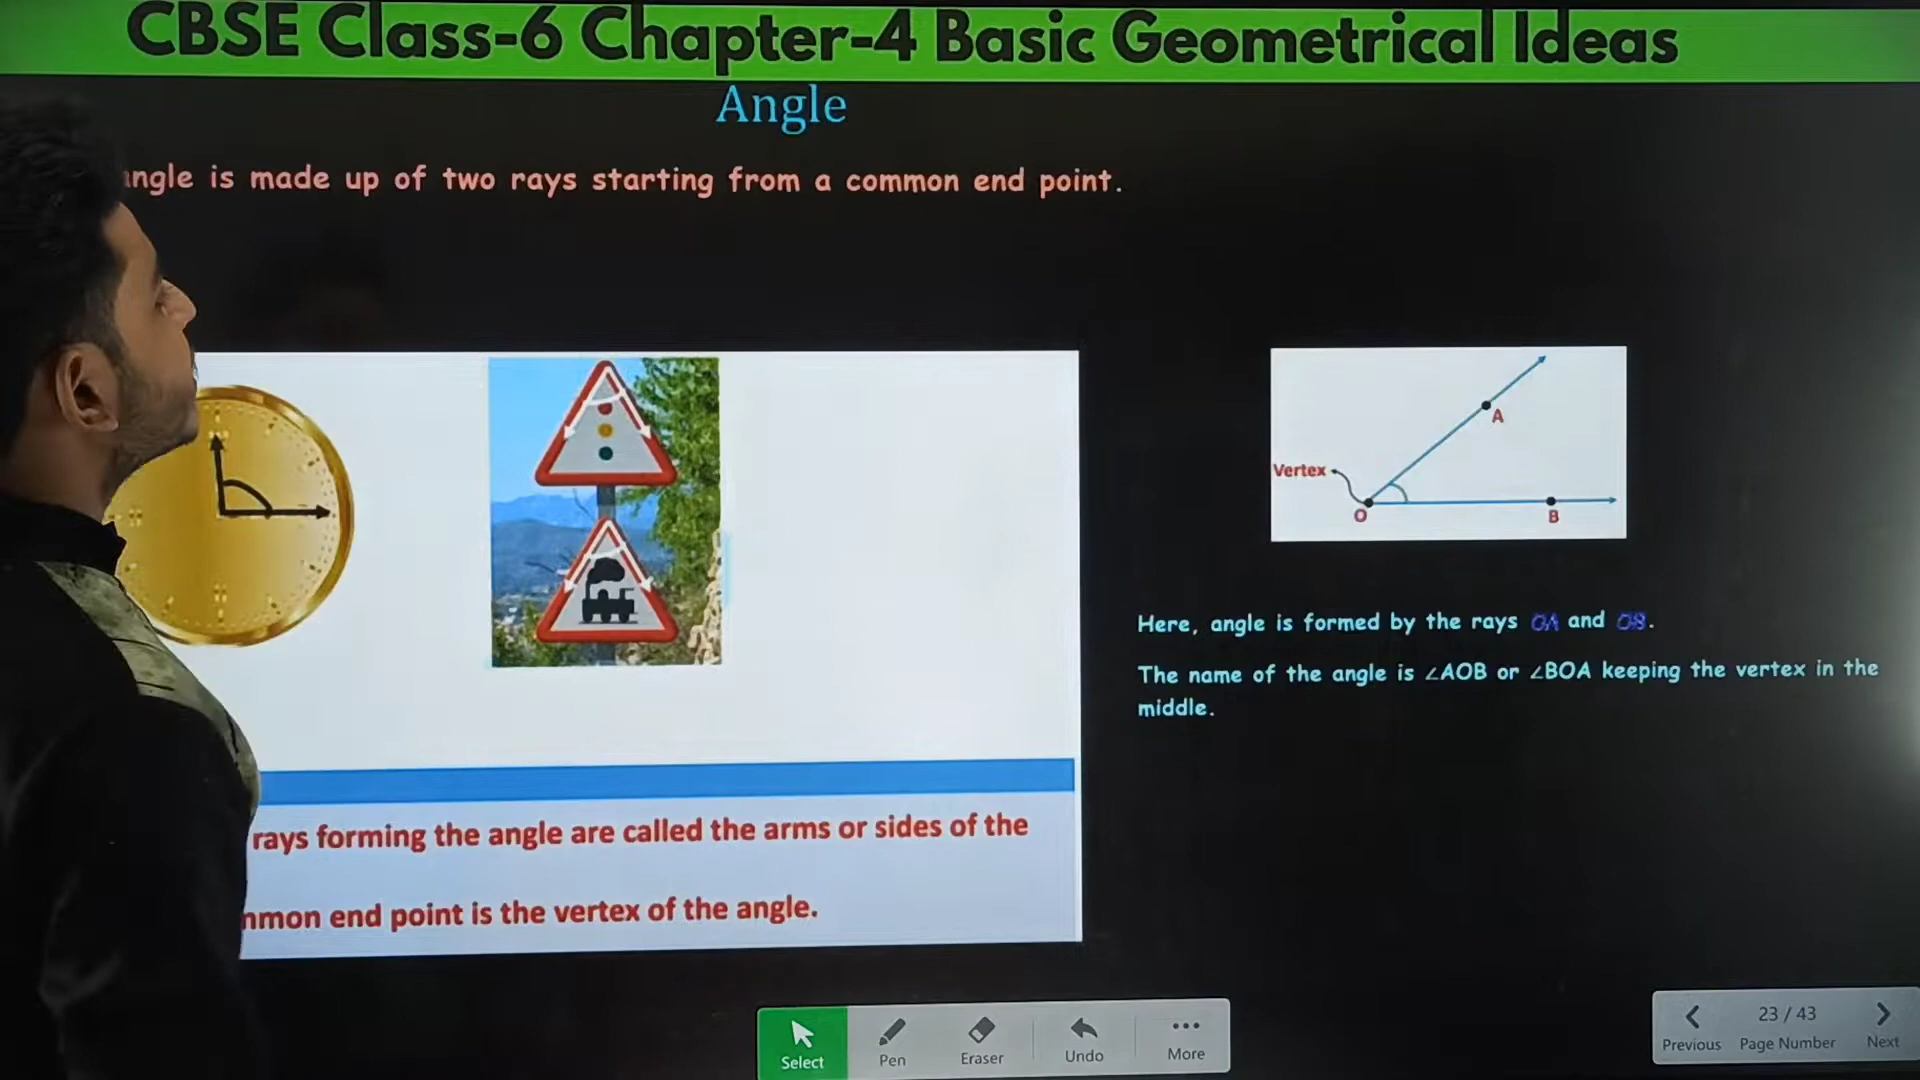 CBSE Class-6 Chapter-4 Basic Geometrical Ideas
Angle
angle is made up of two rays starting from a common end point.
Vertex
A
O
B
Here, angle is formed by the rays OA and OB.
The name of the angle is ∠AOB or ∠BOA keeping the vertex in the
middle.
rays forming the angle are called the arms or sides of the
end point is the vertex of the angle.
Select
Pen
Eraser
Undo
More
23 / 43
Previous
Page Number
Next